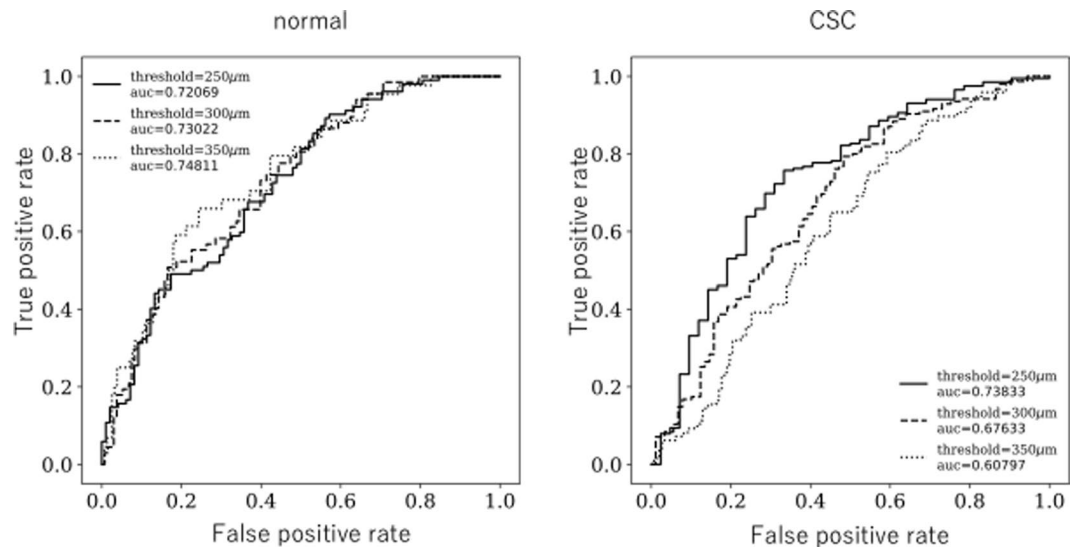 normal
True positive rate
1.0
0.8
0.6
0.4
0.2
0.0
threshold=250μm
auc=0.72069
threshold=300μm
auc=0.73022
threshold=350μm
auc=0.74811
0.0 0.2 0.4 0.6 0.8 1.0
False positive rate
CSC
True positive rate
1.0
0.8
0.6
0.4
0.2
0.0
threshold=250μm
auc=0.73833
threshold=300μm
auc=0.67633
threshold=350μm
auc=0.60797
0.0 0.2 0.4 0.6 0.8 1.0
False positive rate